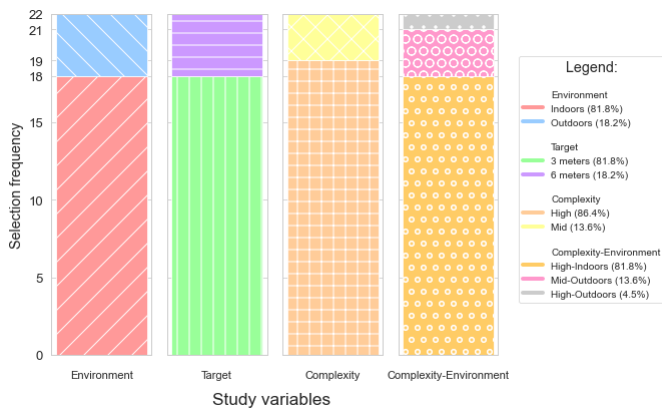 22
21
19
18
15
10
5
0
Selection frequency
Environment
Target
Complexity
Complexity-Environment
Study variables
Legend:
Environment
Indoors (81.8%)
Outdoors (18.2%)
Target
3 meters (81.8%)
6 meters (18.2%)
Complexity
High (86.4%)
Mid (13.6%)
Complexity-Environment
High-Indoors (81.8%)
Mid-Outdoors (13.6%)
High-Outdoors (4.5%)